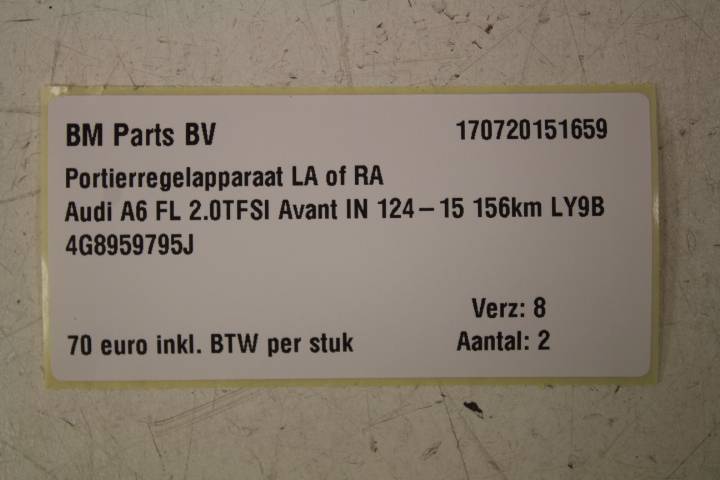 BM Parts BV 170720151659
Portierregelapparaat LA of RA
Audi A6 FL 2.0TFSI Avant IN 124-15 156km LY9B
4G8959795J
Verz: 8
70 euro inkl. BTW per stuk Aantal: 2